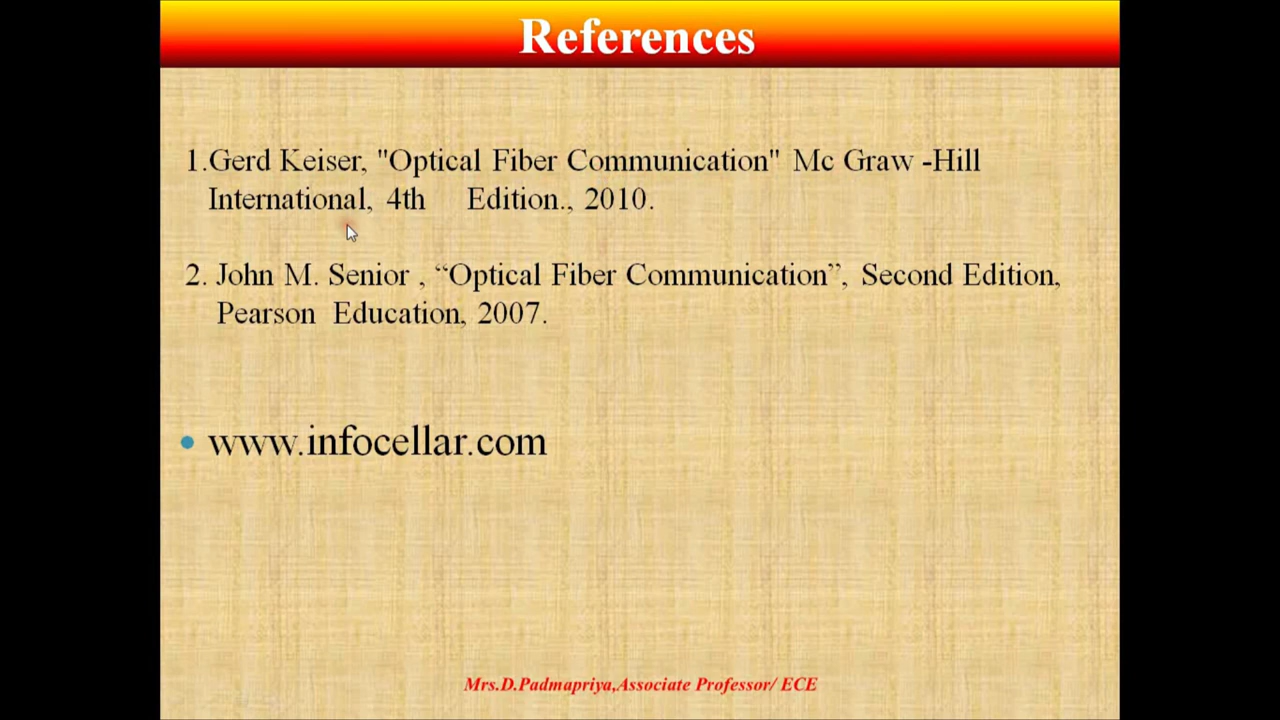 References
1.Gerd Keiser, "Optical Fiber Communication" Mc Graw -Hill
International, 4th Edition., 2010.
2. John M. Senior , “Optical Fiber Communication”, Second Edition,
Pearson Education, 2007.
• www.infocellar.com
Mrs.D.Padmapriya,Associate Professor/ ECE